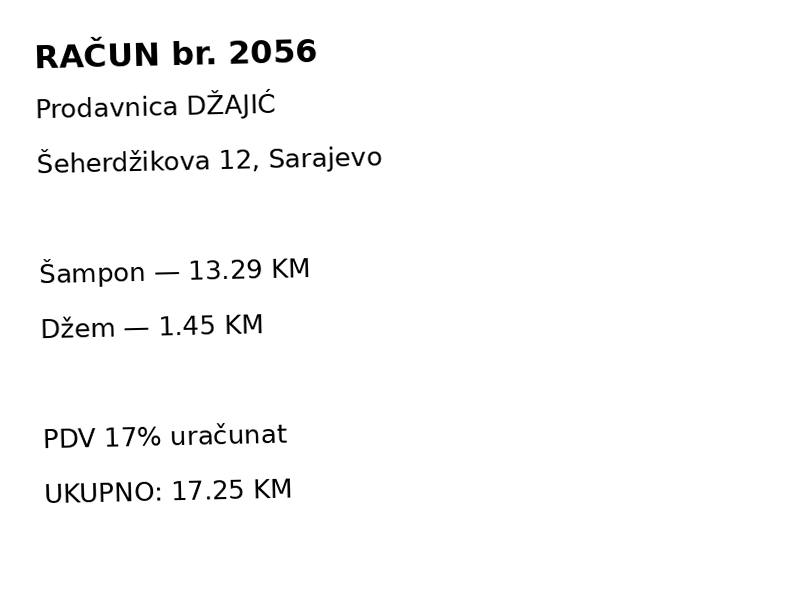 RAČUN br. 2056
Prodavnica DŽAJIĆ
Šeherdžikova 12, Sarajevo
Šampon — 13.29 KM
Džem — 1.45 KM
PDV 17% uračunat
UKUPNO: 17.25 KM